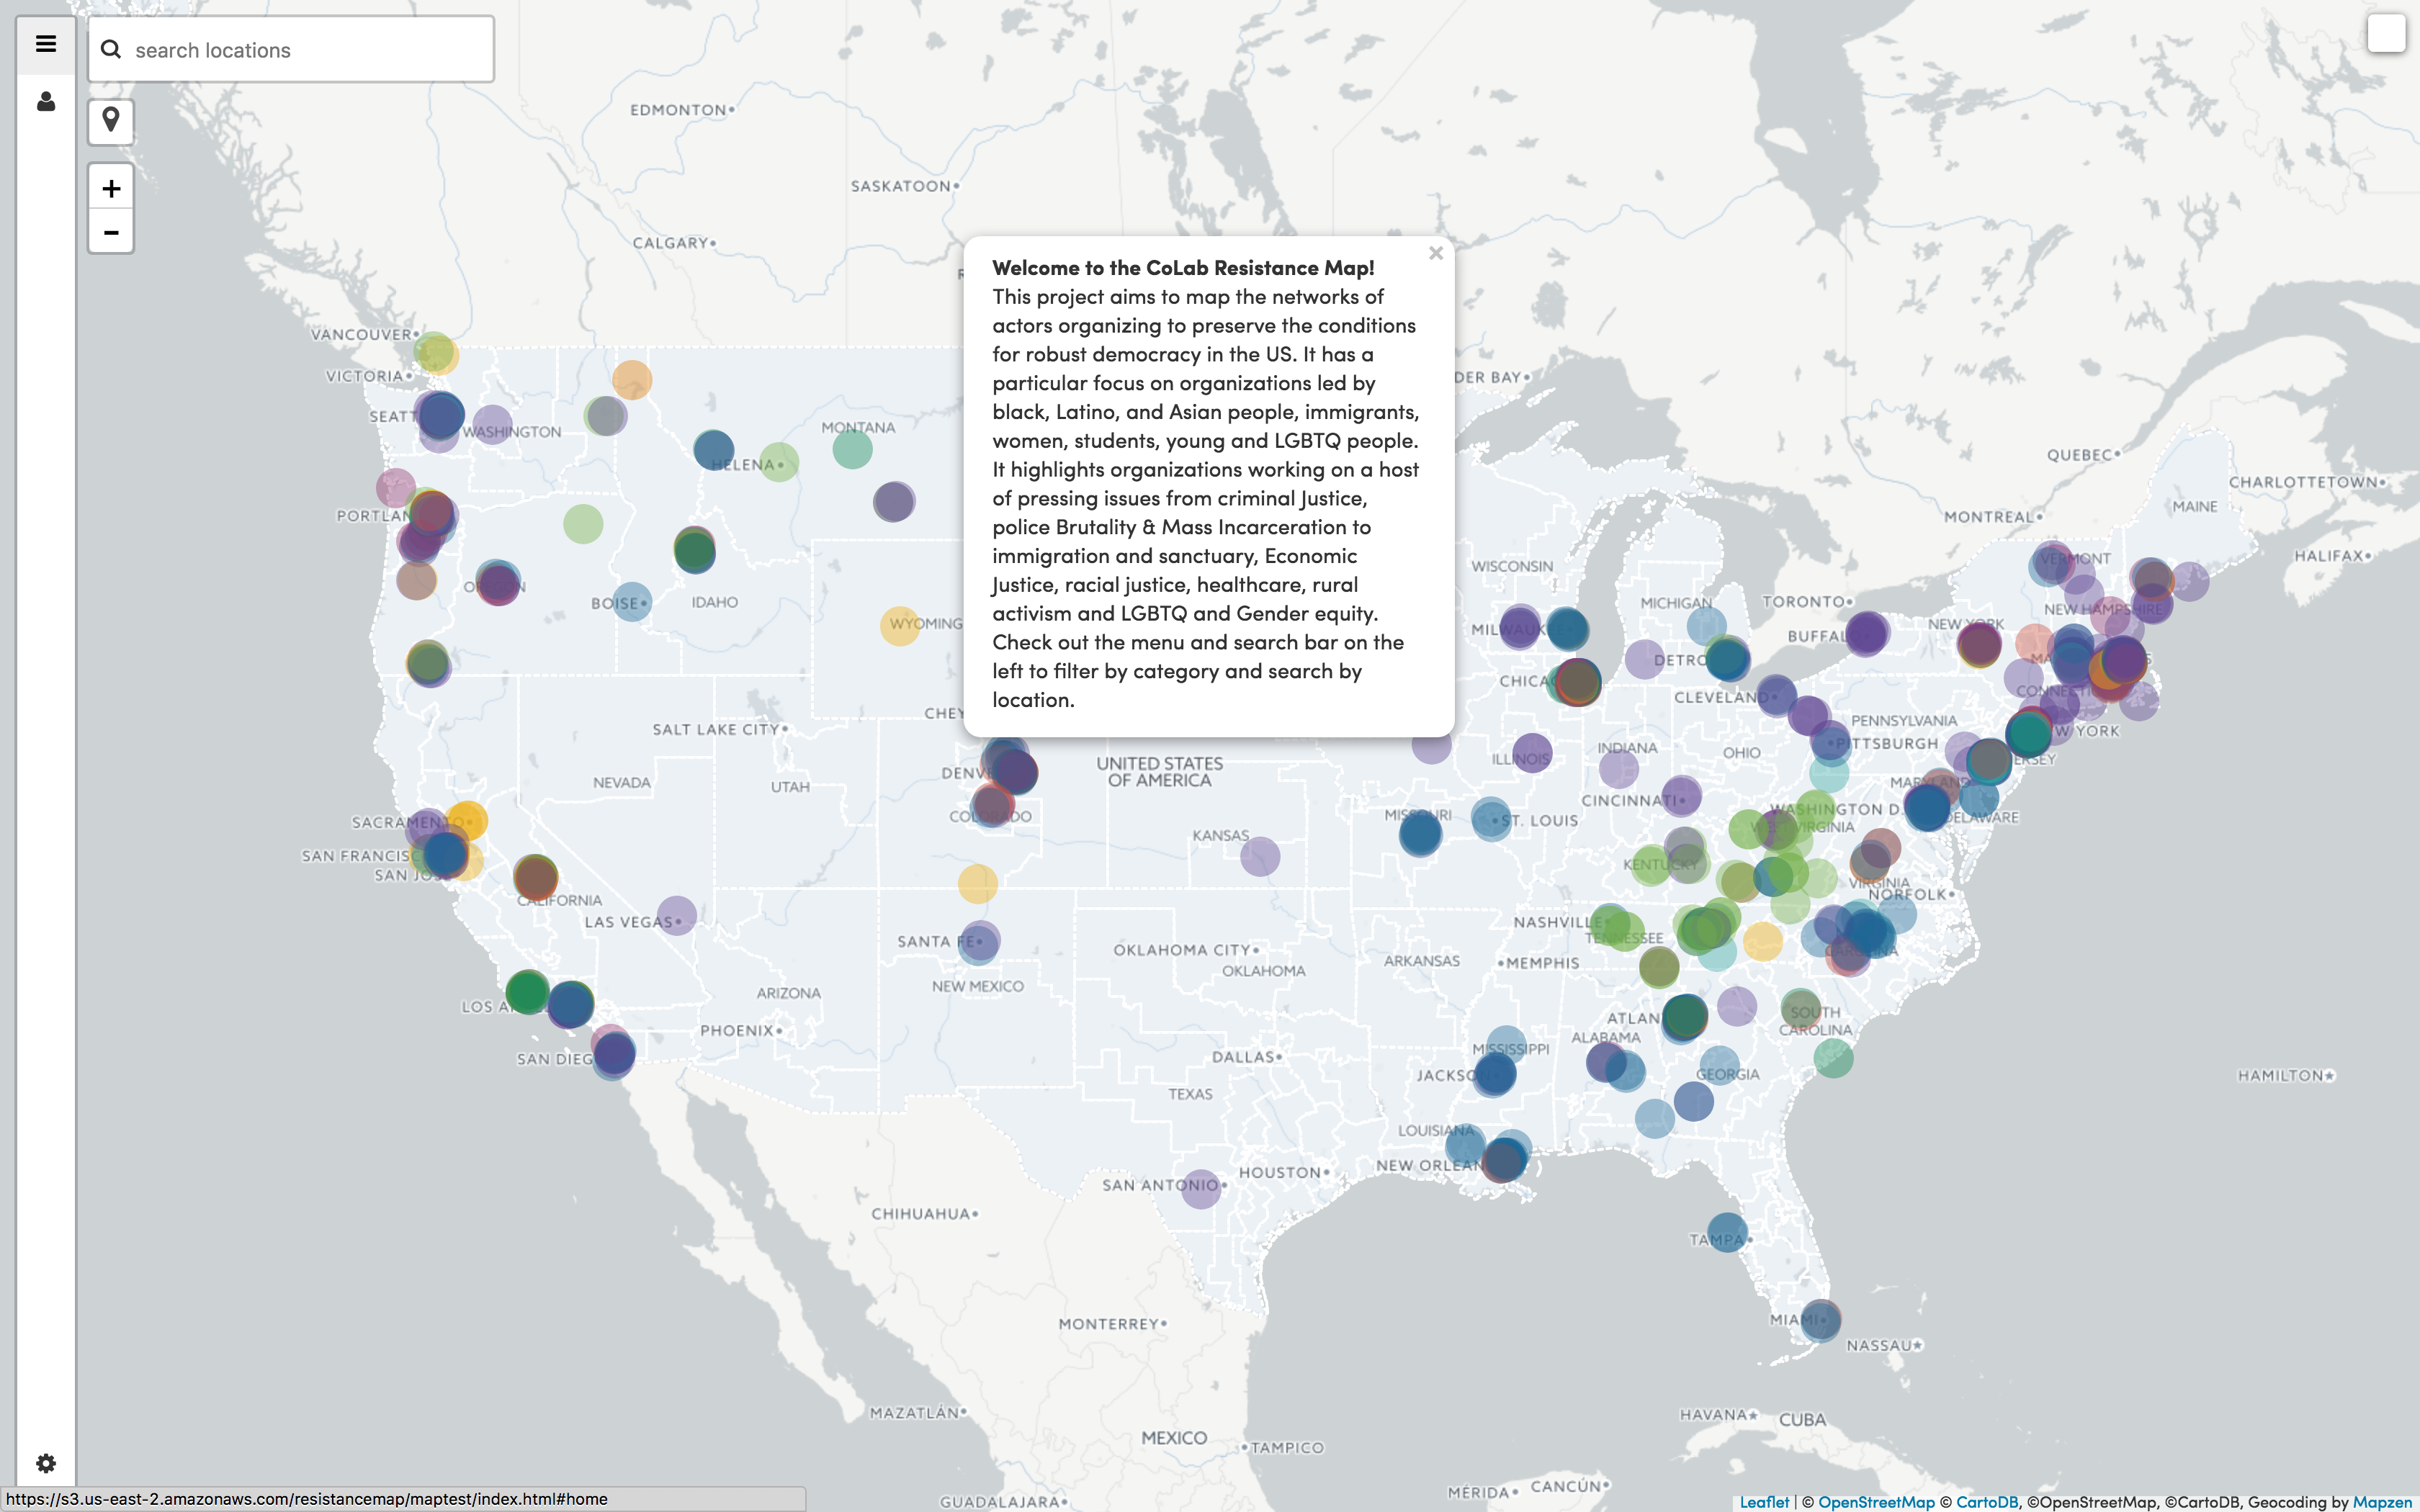 search locations
+
−
Welcome to the CoLab Resistance Map!
This project aims to map the networks of
actors organizing to preserve the conditions
for robust democracy in the US. It has a
particular focus on organizations led by
black, Latino, and Asian people, immigrants,
women, students, young and LGBTQ people.
It highlights organizations working on a host
of pressing issues from criminal Justice,
police Brutality & Mass Incarceration to
immigration and sanctuary, Economic
Justice, racial justice, healthcare, rural
activism and LGBTQ and Gender equity.
Check out the menu and search bar on the
left to filter by category and search by
location.
×
EDMONTON
SASKATOON
CALGARY
VANCOUVER
VICTORIA
SEATT
WASHINGTON
MONTANA
HELENA
DER BAY
QUEBEC
CHARLOTTETOWN
MAINE
MONTREAL
HALIFAX
PORTLAN
BOISE
IDAHO
WYOMING
WISCONSIN
VERMONT
MICHIGAN
TORONTO
NEW HAMPSHIRE
NEW YORK
BUFFALO
MILWAUK
DETRO
CHICA
CLEVELAND
CONNECTI
CHEY
SALT LAKE CITY
PENNSYLVANIA
W YORK
PITTSBURGH
ERSEY
INDIANA
OHIO
ILLINOIS
UNITED STATES
OF AMERICA
DENV
NEVADA
UTAH
COLORADO
MARYLAND
CINCINNATI
WASHINGTON D.
DELAWARE
SACRAMENTO
MISSOURI
ST. LOUIS
VIRGINIA
KANSAS
SAN FRANCISC
SAN JO
KENTUCKY
VIRGINIA
NORFOLK
CALIFORNIA
LAS VEGAS
NASHVILLE
TENNESSEE
SANTA FE
OKLAHOMA CITY
OKLAHOMA
ARKANSAS
MEMPHIS
CAROLINA
NEW MEXICO
ARIZONA
LOS A
PHOENIX
ATLAN
SOUTH
CAROLINA
ALABAMA
MISSISSIPPI
SAN DIEG
DALLAS
JACKSO
GEORGIA
HAMILTON
TEXAS
LOUISIANA
NEW ORLEAN
HOUSTON
SAN ANTONIO
CHIHUAHUA
TAMPA
MIAMI
NASSAU
MONTERREY
MAZATLÁN
HAVANA
CUBA
MEXICO
TAMPICO
MÉRIDA
CANCÚN
GUADALAJARA
https://s3.us-east-2.amazonaws.com/resistancemap/maptest/index.html#home
Leaflet | © OpenStreetMap © CartoDB, ©OpenStreetMap, ©CartoDB, Geocoding by Mapzen